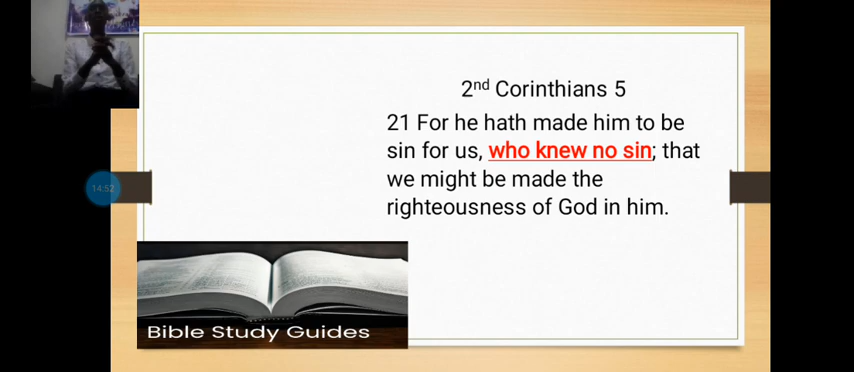 2nd Corinthians 5
21 For he hath made him to be
sin for us, who knew no sin; that
we might be made the
righteousness of God in him.
14:52
Bible Study Guides